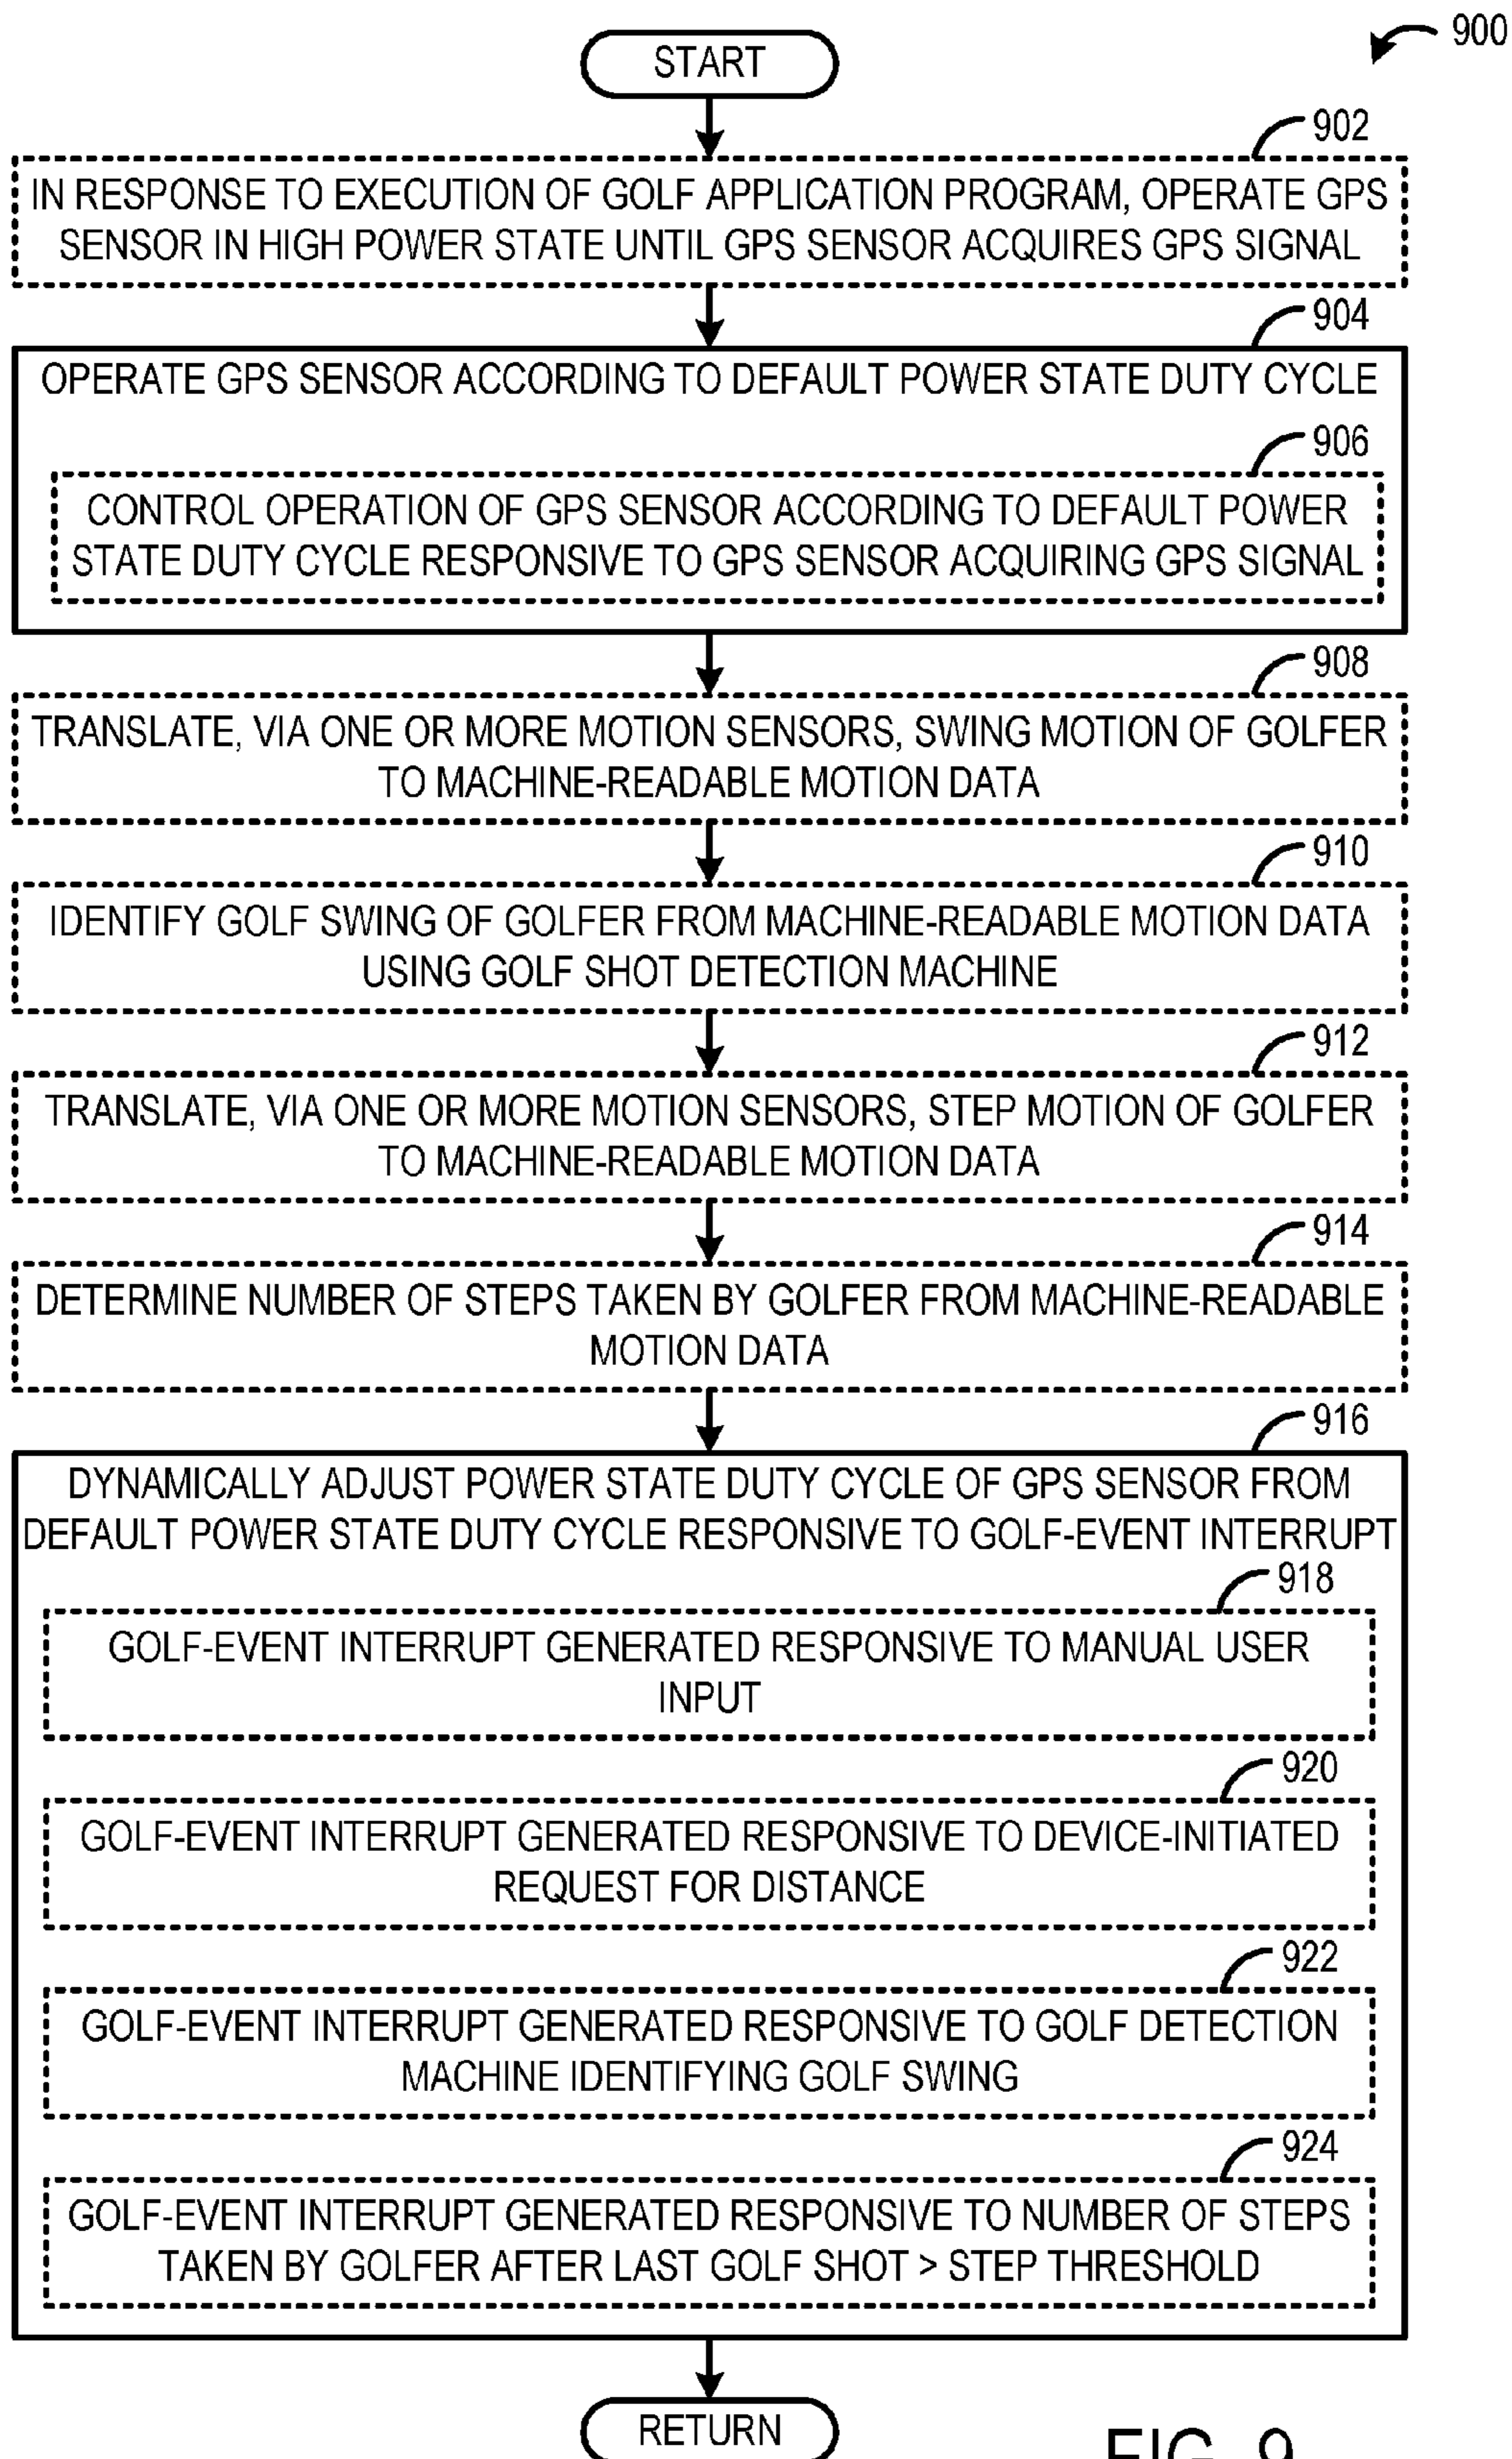 900
START
902
IN RESPONSE TO EXECUTION OF GOLF APPLICATION PROGRAM, OPERATE GPS
SENSOR IN HIGH POWER STATE UNTIL GPS SENSOR ACQUIRES GPS SIGNAL
904
OPERATE GPS SENSOR ACCORDING TO DEFAULT POWER STATE DUTY CYCLE
906
CONTROL OPERATION OF GPS SENSOR ACCORDING TO DEFAULT POWER
STATE DUTY CYCLE RESPONSIVE TO GPS SENSOR ACQUIRING GPS SIGNAL
908
TRANSLATE, VIA ONE OR MORE MOTION SENSORS, SWING MOTION OF GOLFER
TO MACHINE-READABLE MOTION DATA
910
IDENTIFY GOLF SWING OF GOLFER FROM MACHINE-READABLE MOTION DATA
USING GOLF SHOT DETECTION MACHINE
912
TRANSLATE, VIA ONE OR MORE MOTION SENSORS, STEP MOTION OF GOLFER
TO MACHINE-READABLE MOTION DATA
914
DETERMINE NUMBER OF STEPS TAKEN BY GOLFER FROM MACHINE-READABLE
MOTION DATA
916
DYNAMICALLY ADJUST POWER STATE DUTY CYCLE OF GPS SENSOR FROM
DEFAULT POWER STATE DUTY CYCLE RESPONSIVE TO GOLF-EVENT INTERRUPT
918
GOLF-EVENT INTERRUPT GENERATED RESPONSIVE TO MANUAL USER
INPUT
920
GOLF-EVENT INTERRUPT GENERATED RESPONSIVE TO DEVICE-INITIATED
REQUEST FOR DISTANCE
922
GOLF-EVENT INTERRUPT GENERATED RESPONSIVE TO GOLF DETECTION
MACHINE IDENTIFYING GOLF SWING
924
GOLF-EVENT INTERRUPT GENERATED RESPONSIVE TO NUMBER OF STEPS
TAKEN BY GOLFER AFTER LAST GOLF SHOT > STEP THRESHOLD
RETURN
FIG. 9